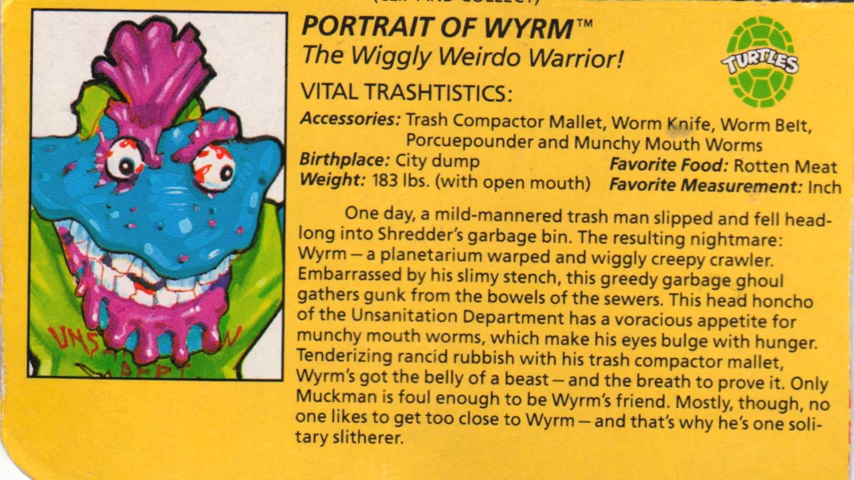 (CLIP AND COLLECT)
PORTRAIT OF WYRM™
The Wiggly Weirdo Warrior!
TURTLES
VITAL TRASHTISTICS:
Accessories: Trash Compactor Mallet, Worm Knife, Worm Belt,
Porcuepounder and Munchy Mouth Worms
Birthplace: City dump
Favorite Food: Rotten Meat
Weight: 183 lbs. (with open mouth)
Favorite Measurement: Inch
One day, a mild-mannered trash man slipped and fell head-
long into Shredder's garbage bin. The resulting nightmare:
Wyrm — a planetarium warped and wiggly creepy crawler.
Embarrassed by his slimy stench, this greedy garbage ghoul
gathers gunk from the bowels of the sewers. This head honcho
of the Unsanitation Department has a voracious appetite for
munchy mouth worms, which make his eyes bulge with hunger.
Tenderizing rancid rubbish with his trash compactor mallet,
Wyrm's got the belly of a beast — and the breath to prove it. Only
Muckman is foul enough to be Wyrm's friend. Mostly, though, no
one likes to get too close to Wyrm — and that's why he's one soli-
tary slitherer.
UNS N
DEPT.